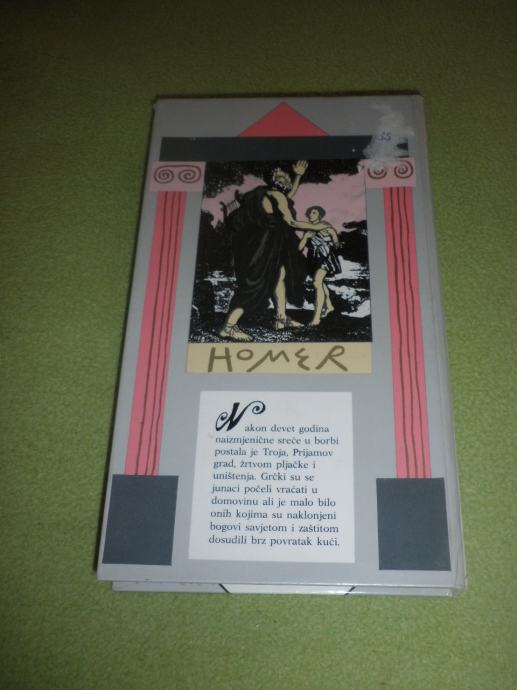 HOMER
Nakon devet godina
naizmjenične sreće u borbi
postala je Troja, Prijamov
grad, žrtvom pljačke i
uništenja. Grčki su se
junaci počeli vraćati u
domovinu ali je malo bilo
onih kojima su naklonjeni
bogovi savjetom i zaštitom
dosudili brz povratak kući.